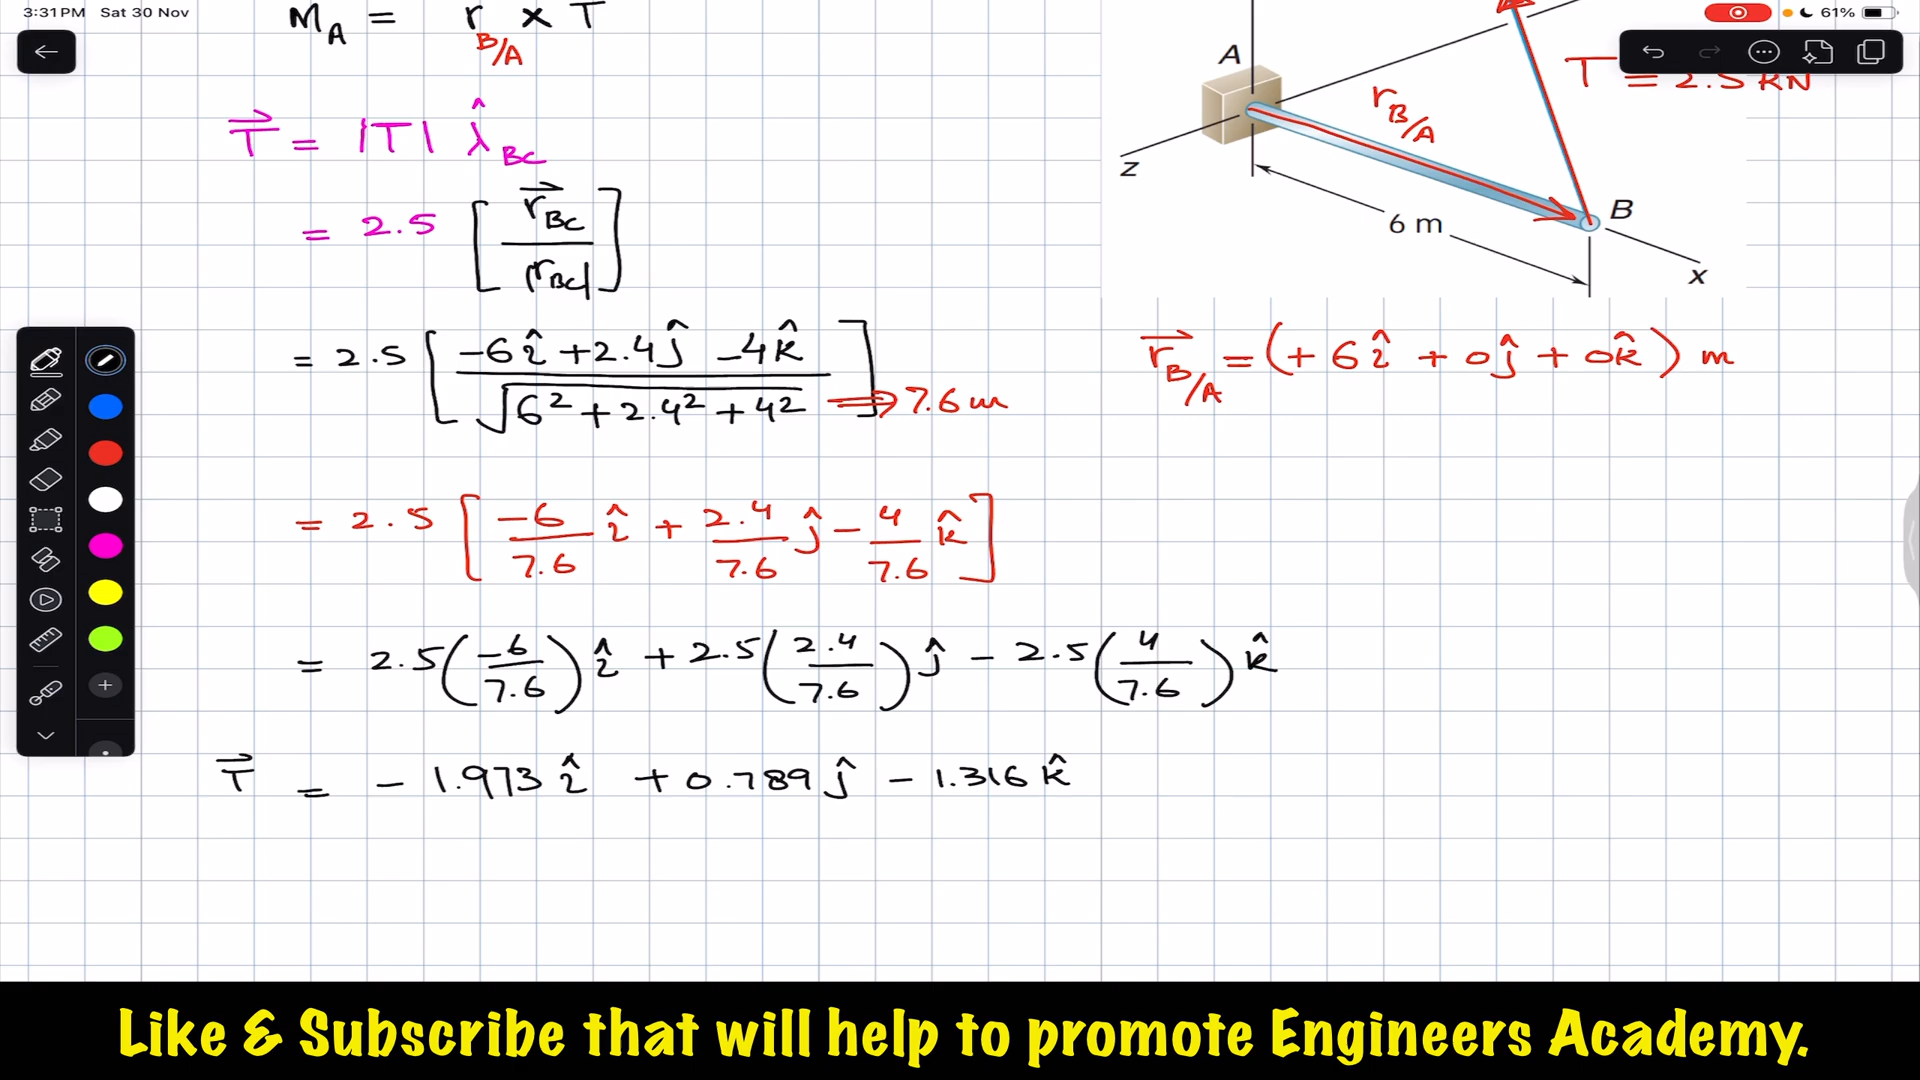 3:31PM Sat 30 Nov
61%
M_A = r_B/A × T
A
T = 2.5 KN
r_B/A
z
B
6 m
x
T⃗ = |T| λ̂_BC
= 2.5 [ r⃗_BC / |r_BC| ]
= 2.5 [ -6î + 2.4ĵ - 4k̂ / √6² + 2.4² + 4² ] ⇒ 7.6 m
r⃗_B/A = (+ 6î + 0ĵ + 0k̂) m
= 2.5 [ -6/7.6 î + 2.4/7.6 ĵ - 4/7.6 k̂ ]
= 2.5 (-6/7.6) î + 2.5 (2.4/7.6) ĵ - 2.5 (4/7.6) k̂
T⃗ = - 1.973 î + 0.789 ĵ - 1.316 k̂
Like & Subscribe that will help to promote Engineers Academy.